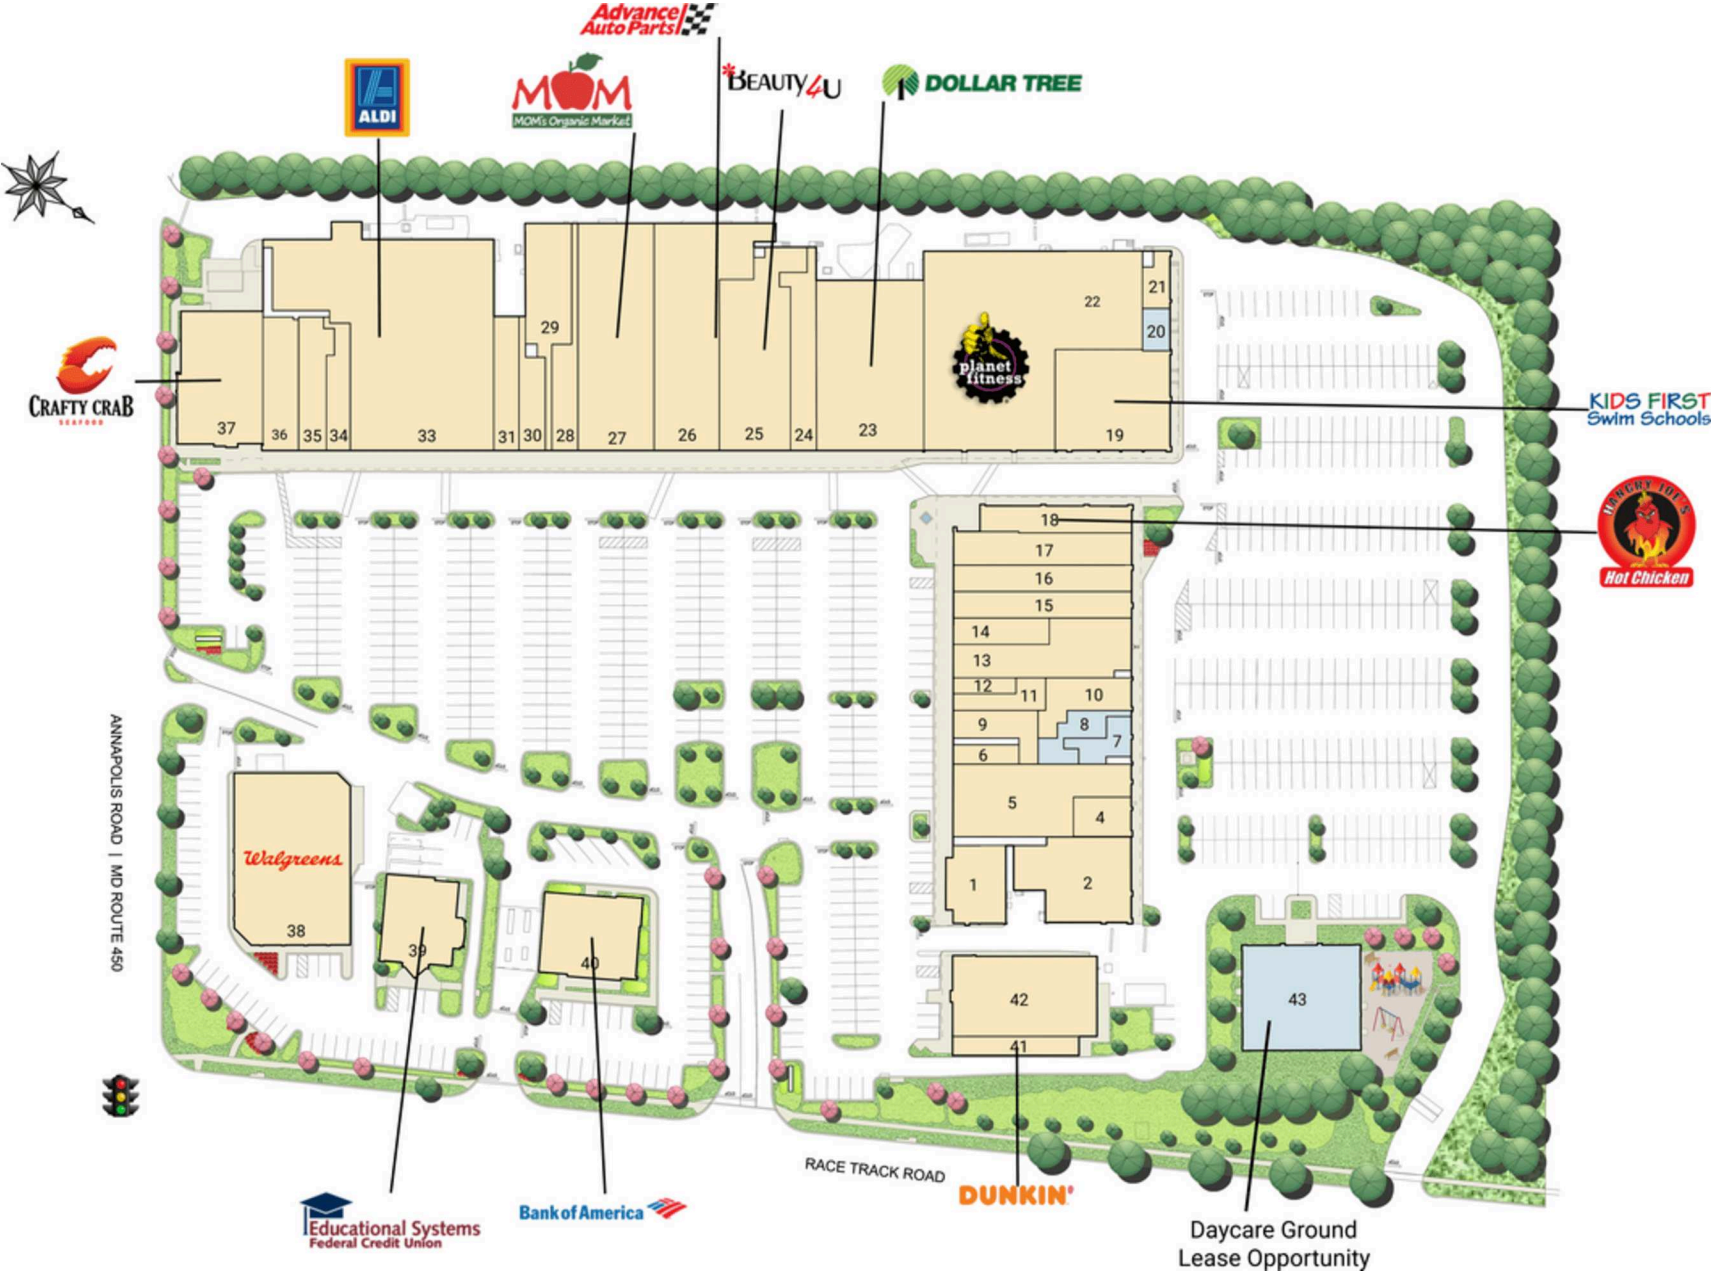 Advance
Auto Parts
ALDI
MOM
MOM's Organic Market
*BEAUTY4U
DOLLAR TREE
22
21
20
29
planet
fitness
CRAFTY CRAB
SEAFOOD
37
36
35
34
33
31
30
28
27
26
25
24
23
19
KIDS FIRST
Swim Schools
HANGRY JOE'S
Hot Chicken
18
17
16
15
14
13
12
11
10
9
8
7
6
5
4
1
2
ANNAPOLIS ROAD | MD ROUTE 450
Walgreens
38
39
40
42
41
43
RACE TRACK ROAD
Educational Systems
Federal Credit Union
Bank of America
DUNKIN'
Daycare Ground
Lease Opportunity